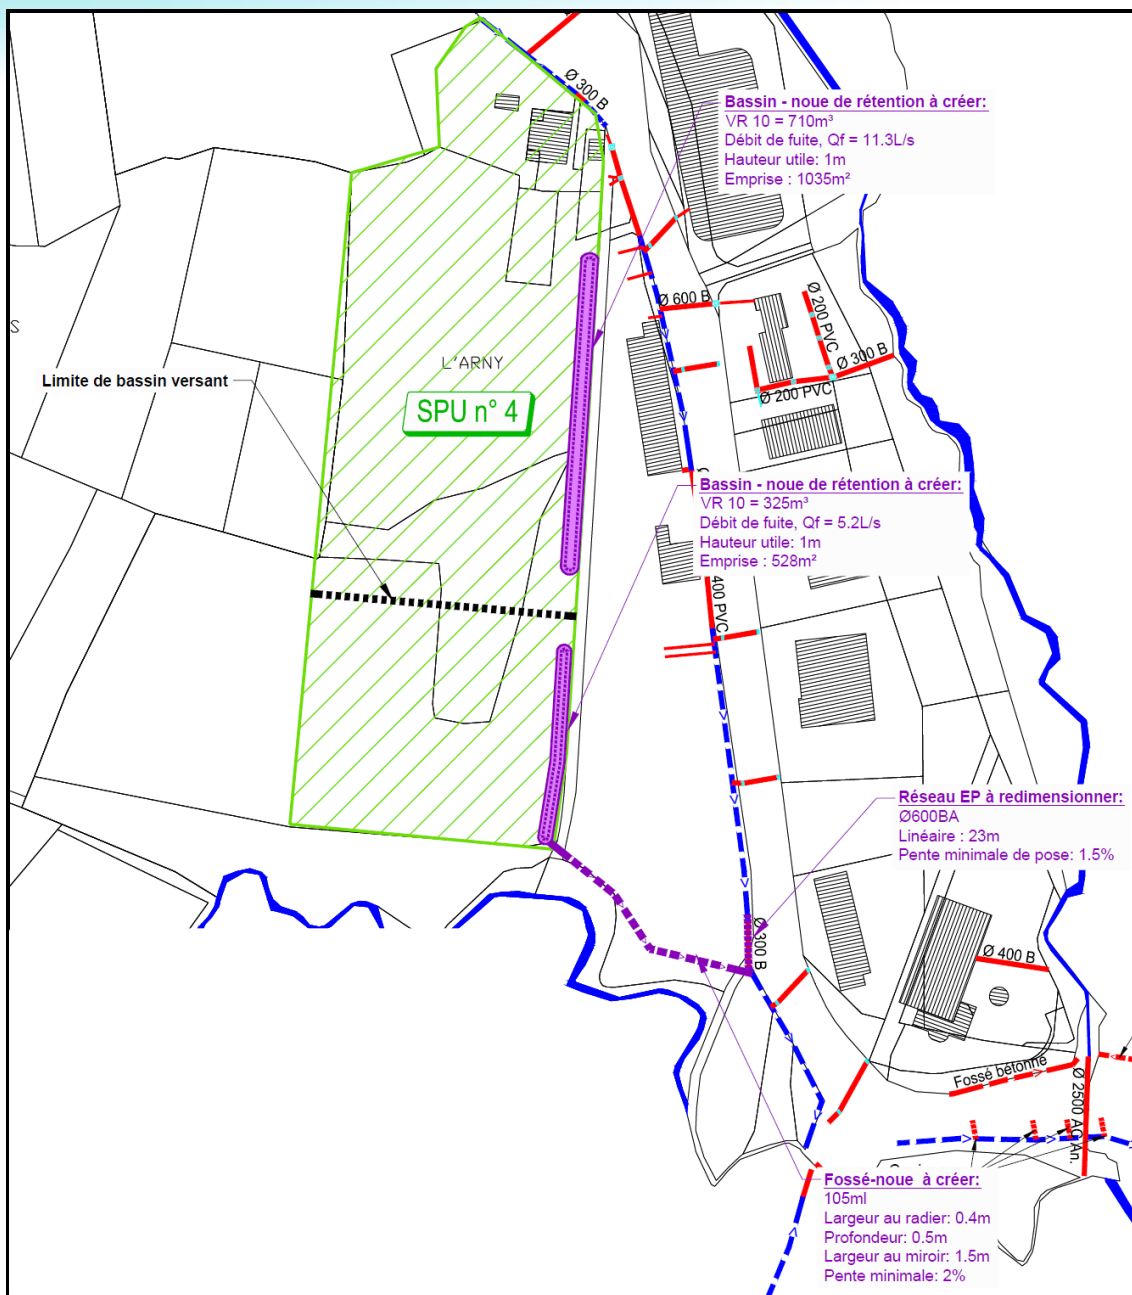 Ø 300 B
Bassin - noue de rétention à créer:
VR 10 = 710m³
Débit de fuite, Qf = 11.3L/s
Hauteur utile: 1m
Emprise : 1035m²
Ø 600 B
Ø 200 PVC
Ø 300 B
Ø 200 PVC
S
L'ARNY
Limite de bassin versant
SPU n° 4
Bassin - noue de rétention à créer:
VR 10 = 325m³
Débit de fuite, Qf = 5.2L/s
Hauteur utile: 1m
Emprise : 528m²
400 PVC
Réseau EP à redimensionner:
Ø600BA
Linéaire : 23m
Pente minimale de pose: 1.5%
Ø 300 B
Ø 400 B
Fossé bétonné
Ø 2500 AC An.
Fossé-noue à créer:
105ml
Largeur au radier: 0.4m
Profondeur: 0.5m
Largeur au miroir: 1.5m
Pente minimale: 2%